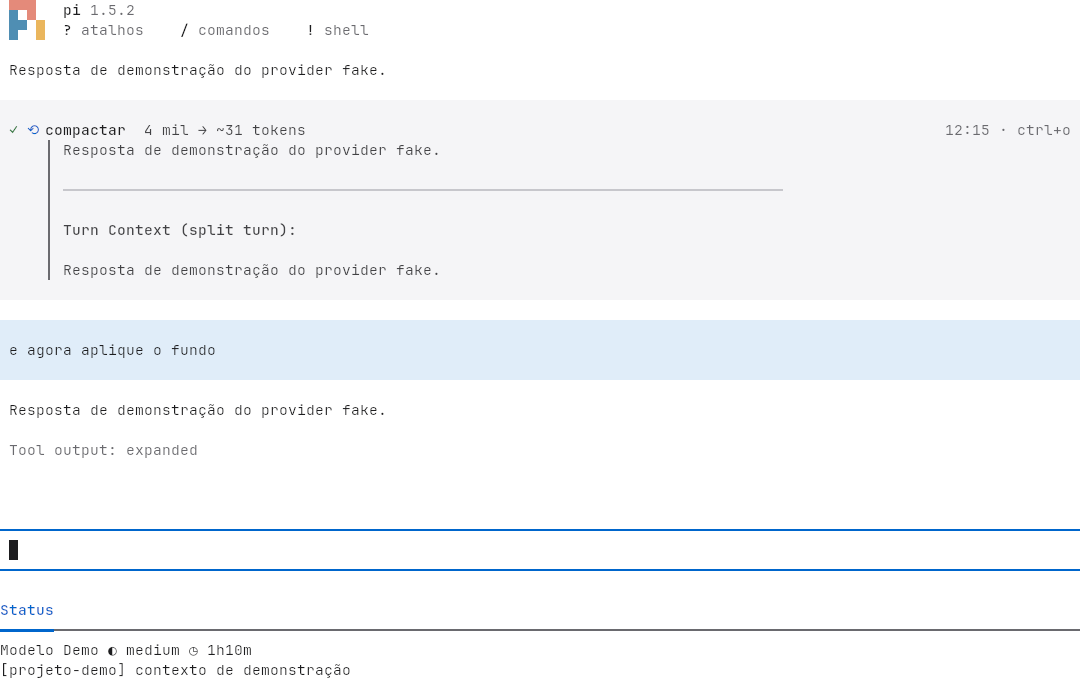 pi 1.5.2
? atalhos    / comandos    ! shell
Resposta de demonstração do provider fake.
✓ ⟲ compactar  4 mil → ~31 tokens    12:15 · ctrl+o
Resposta de demonstração do provider fake.
Turn Context (split turn):
Resposta de demonstração do provider fake.
e agora aplique o fundo
Resposta de demonstração do provider fake.
Tool output: expanded
Status
Modelo Demo ◐ medium ◷ 1h10m
[projeto-demo] contexto de demonstração